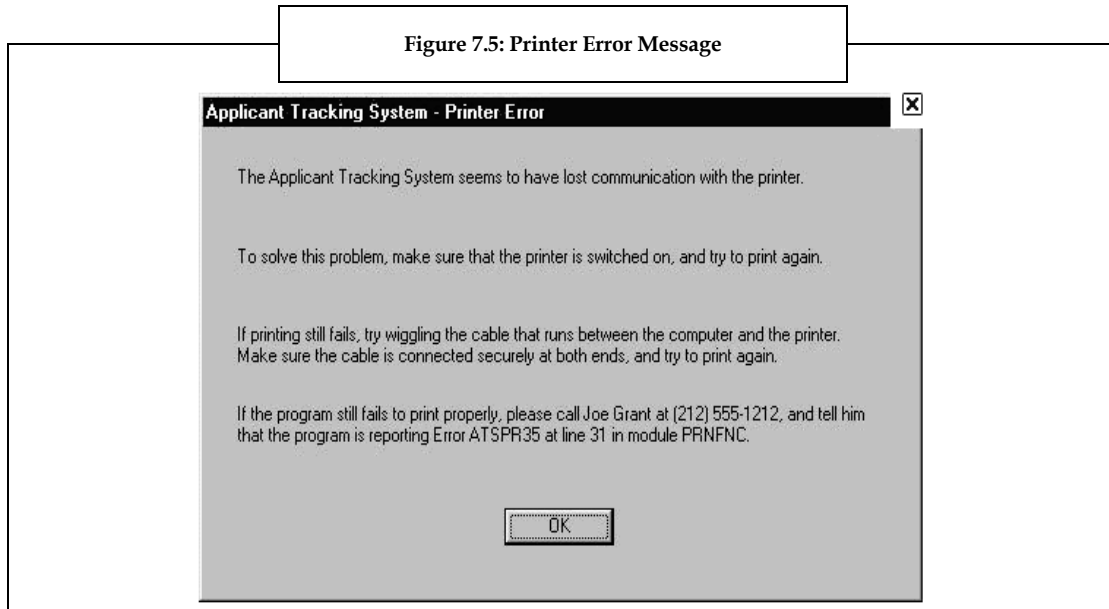 Figure 7.5: Printer Error Message
Applicant Tracking System - Printer Error
The Applicant Tracking System seems to have lost communication with the printer.
To solve this problem, make sure that the printer is switched on, and try to print again.
If printing still fails, try wiggling the cable that runs between the computer and the printer.
Make sure the cable is connected securely at both ends, and try to print again.
If the program still fails to print properly, please call Joe Grant at (212) 555-1212, and tell him
that the program is reporting Error ATSPR35 at line 31 in module PRNFNC.
OK